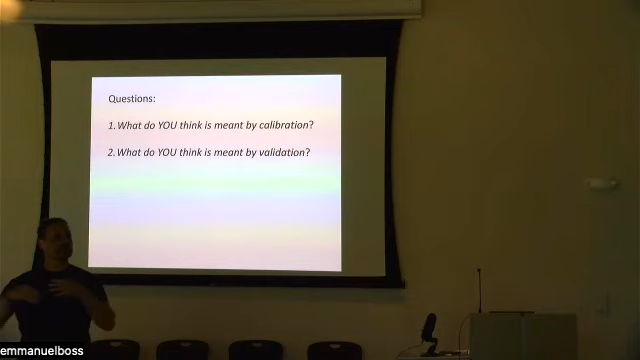 Questions:
1. What do YOU think is meant by calibration?
2. What do YOU think is meant by validation?
emmanuelboss